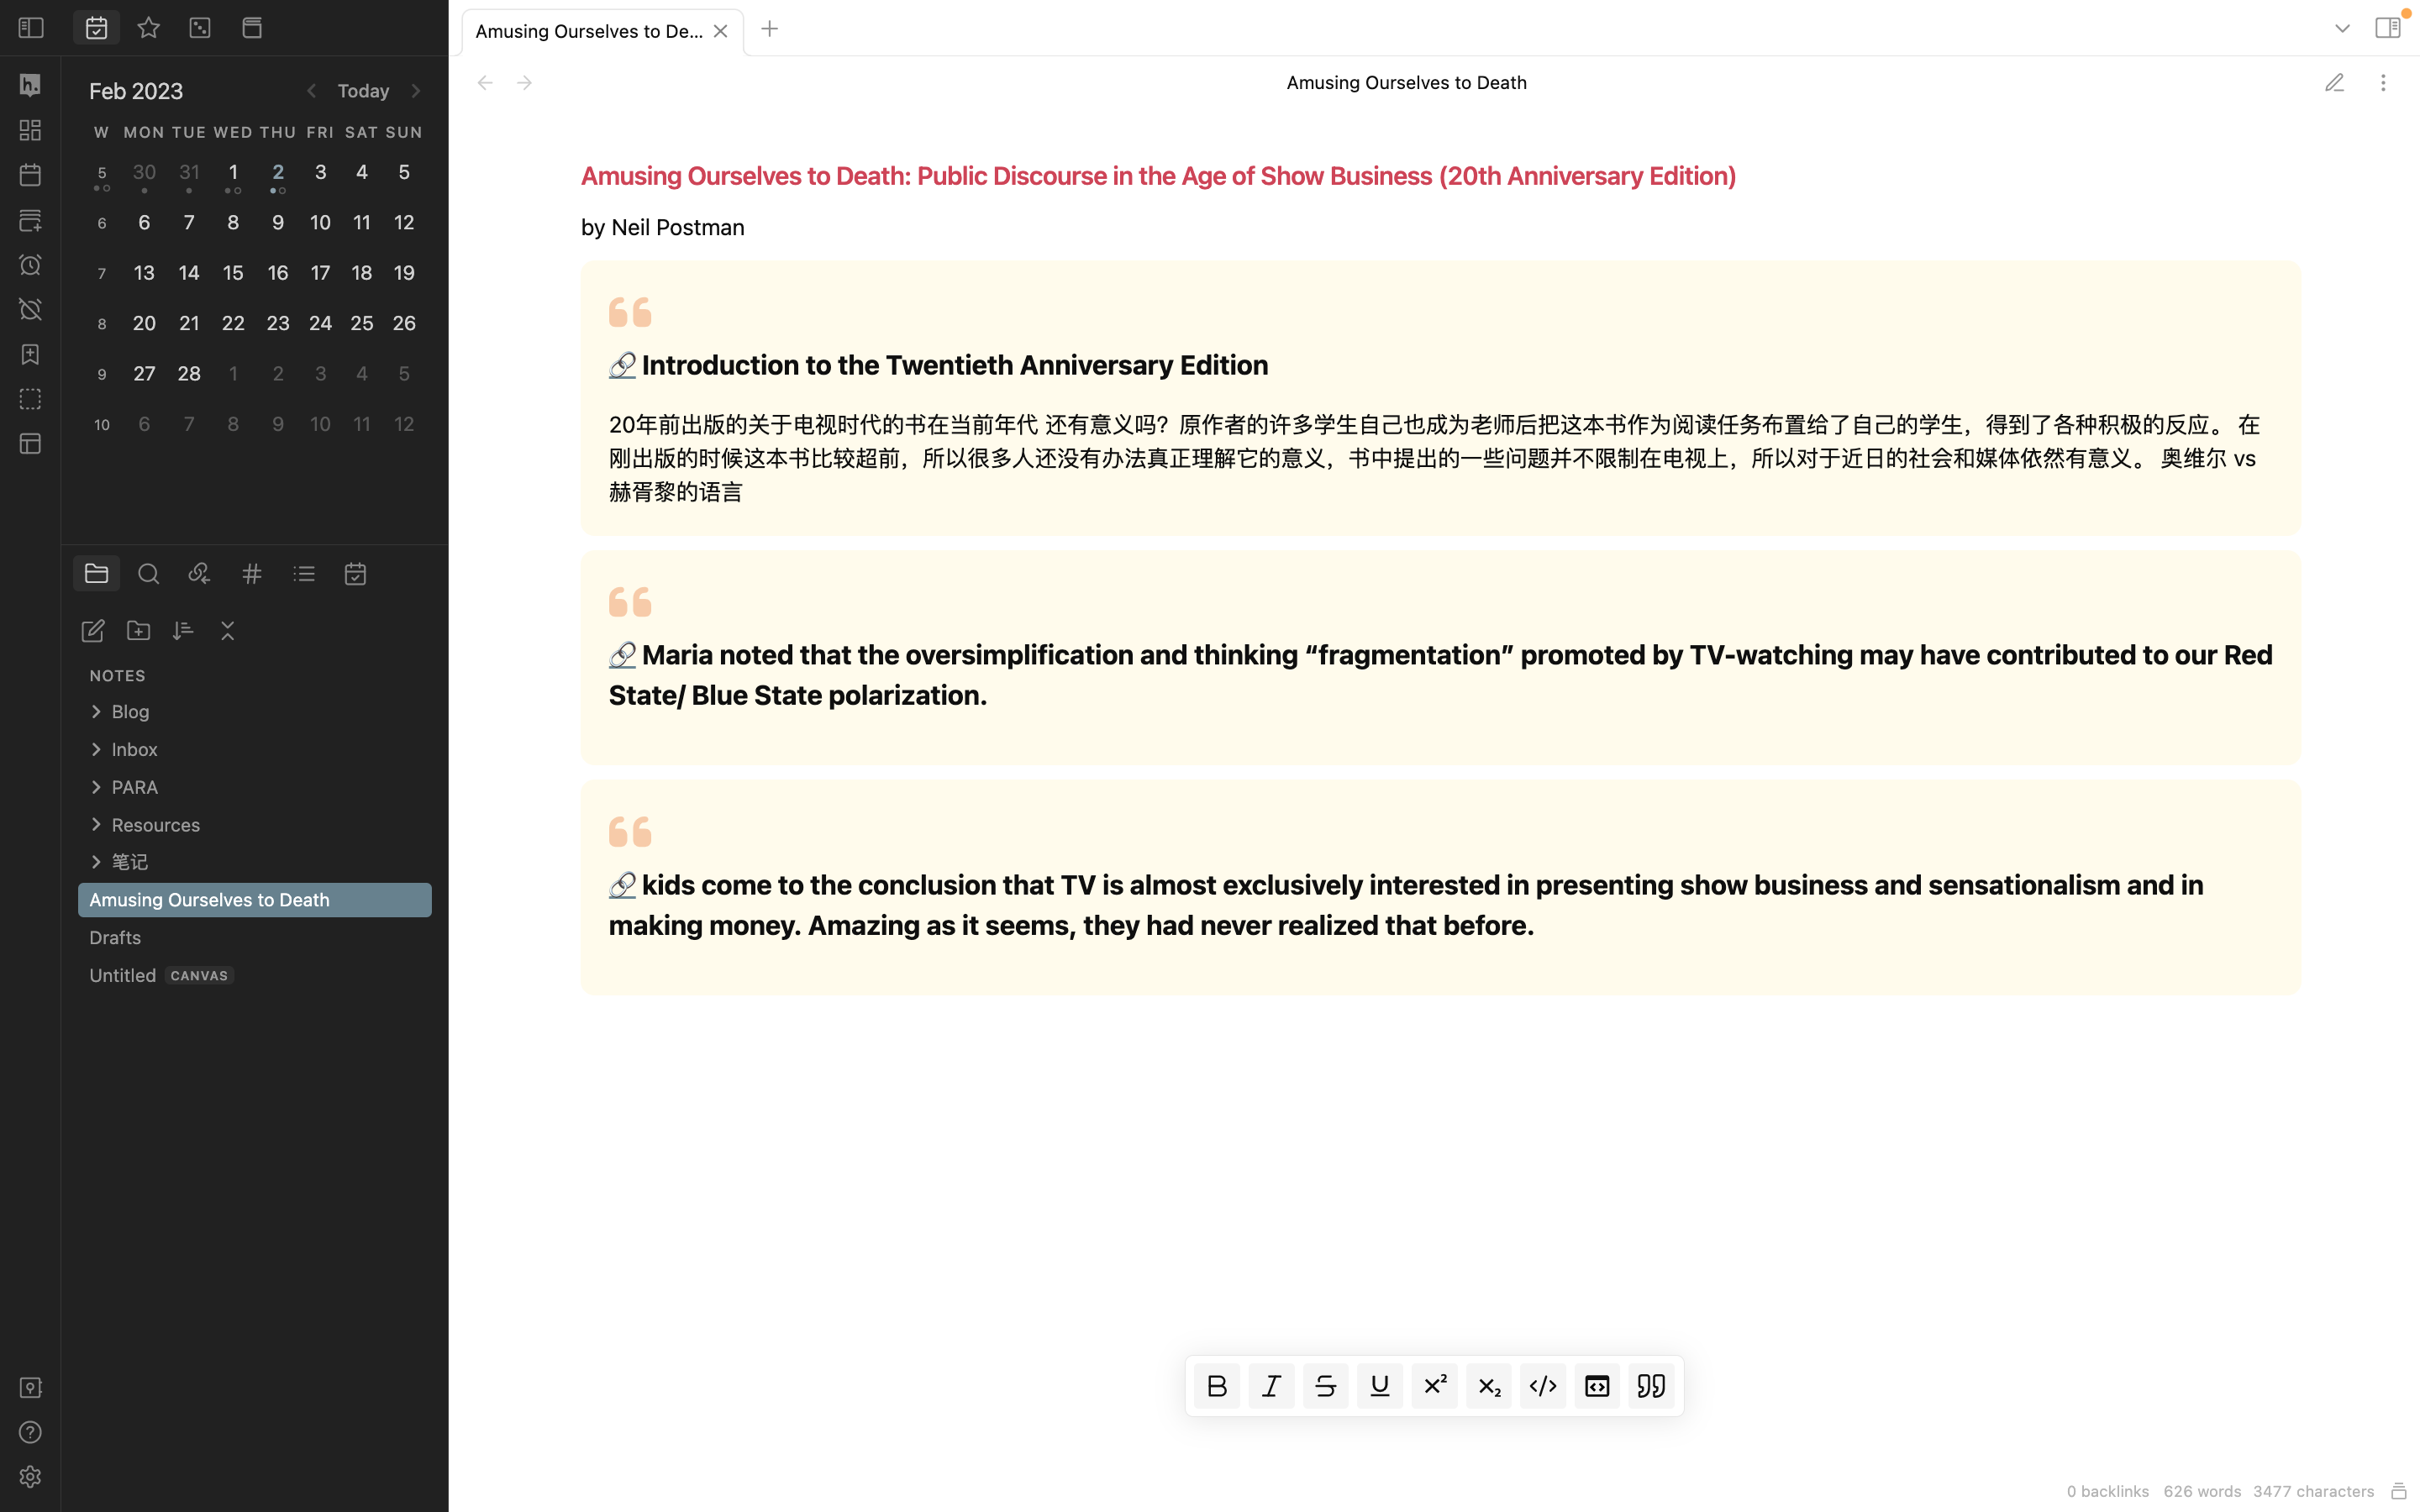 Amusing Ourselves to De...
Feb 2023
Today
W MON TUE WED THU FRI SAT SUN
5 30 31 1 2 3 4 5
6 6 7 8 9 10 11 12
7 13 14 15 16 17 18 19
8 20 21 22 23 24 25 26
9 27 28 1 2 3 4 5
10 6 7 8 9 10 11 12
NOTES
Blog
Inbox
PARA
Resources
笔记
Amusing Ourselves to Death
Drafts
Untitled CANVAS
Amusing Ourselves to Death
Amusing Ourselves to Death: Public Discourse in the Age of Show Business (20th Anniversary Edition)
by Neil Postman
Introduction to the Twentieth Anniversary Edition
20年前出版的关于电视时代的书在当前年代 还有意义吗？原作者的许多学生自己也成为老师后把这本书作为阅读任务布置给了自己的学生，得到了各种积极的反应。 在
刚出版的时候这本书比较超前，所以很多人还没有办法真正理解它的意义，书中提出的一些问题并不限制在电视上，所以对于近日的社会和媒体依然有意义。 奥维尔 vs
赫胥黎的语言
Maria noted that the oversimplification and thinking “fragmentation” promoted by TV-watching may have contributed to our Red
State/ Blue State polarization.
kids come to the conclusion that TV is almost exclusively interested in presenting show business and sensationalism and in
making money. Amazing as it seems, they had never realized that before.
0 backlinks 626 words 3477 characters